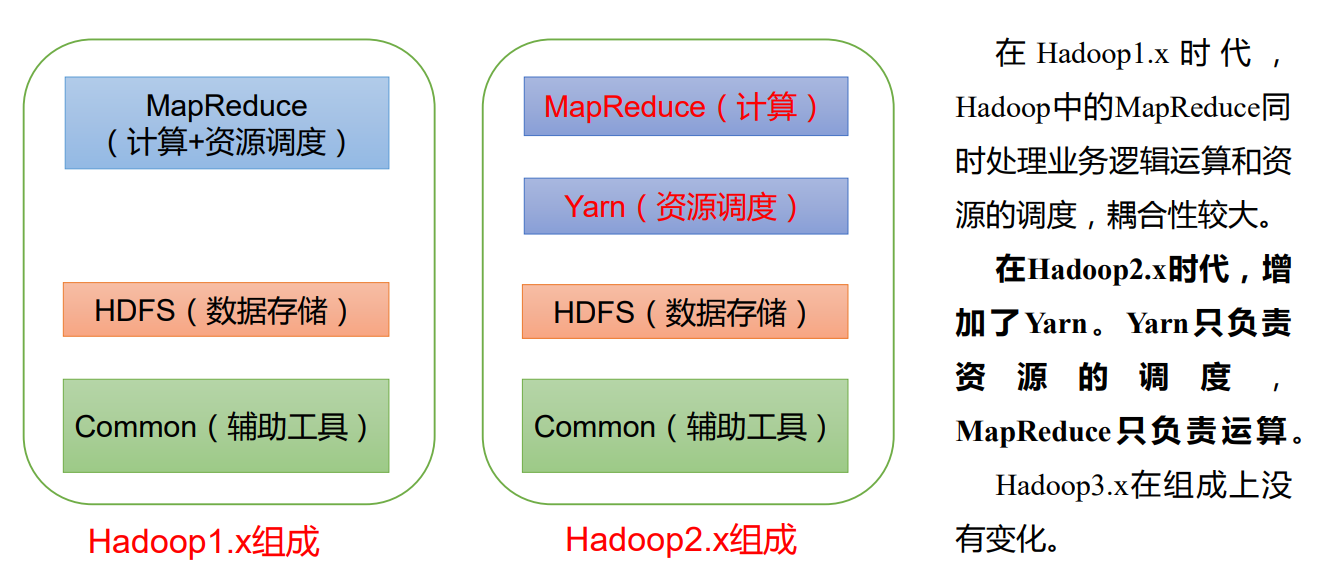 MapReduce
（计算+资源调度）
HDFS（数据存储）
Common（辅助工具）
Hadoop1.x组成
MapReduce（计算）
Yarn（资源调度）
HDFS（数据存储）
Common（辅助工具）
Hadoop2.x组成
在 Hadoop1.x 时代，
Hadoop中的MapReduce同
时处理业务逻辑运算和资
源的调度，耦合性较大。
在Hadoop2.x时代，增
加了Yarn。Yarn只负责
资源的调度，
MapReduce只负责运算。
Hadoop3.x在组成上没
有变化。